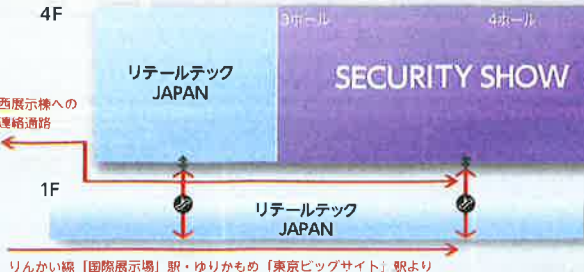 4F
3ホール
4ホール
リテールテック
JAPAN
SECURITY SHOW
西展示棟への
連絡通路
1F
リテールテック
JAPAN
りんかい線「国際展示場」駅・ゆりかもめ「東京ビッグサイト」駅より